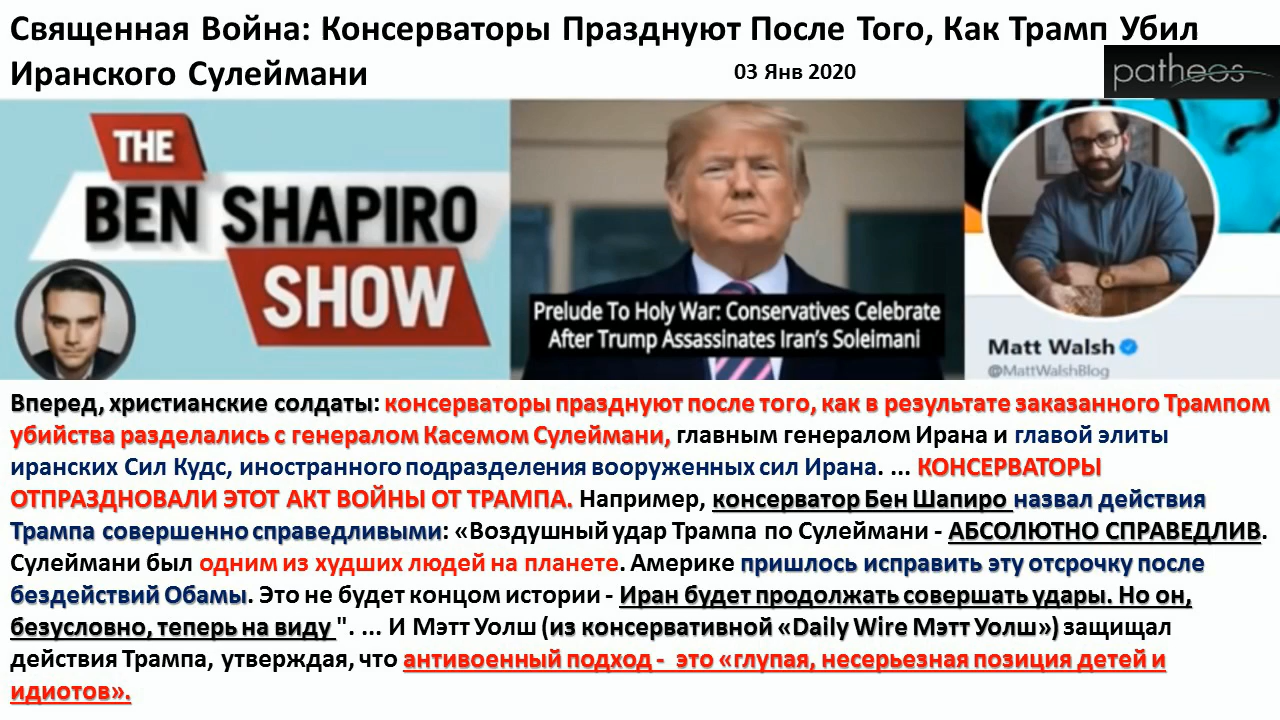 Священная Война: Консерваторы Празднуют После Того, Как Трамп Убил
Иранского Сулеймани
03 Янв 2020
patheos
THE
BEN SHAPIRO
SHOW
Prelude To Holy War: Conservatives Celebrate
After Trump Assassinates Iran's Soleimani
Matt Walsh
@MattWalshBlog
Вперед, христианские солдаты: консерваторы празднуют после того, как в результате заказанного Трампом
убийства разделались с генералом Касемом Сулеймани, главным генералом Ирана и главой элиты
иранских Сил Кудс, иностранного подразделения вооруженных сил Ирана. ... КОНСЕРВАТОРЫ
ОТПРАЗДНОВАЛИ ЭТОТ АКТ ВОЙНЫ ОТ ТРАМПА. Например, консерватор Бен Шапиро назвал действия
Трампа совершенно справедливыми: «Воздушный удар Трампа по Сулеймани - АБСОЛЮТНО СПРАВЕДЛИВ.
Сулеймани был одним из худших людей на планете. Америке пришлось исправить эту отсрочку после
бездействий Обамы. Это не будет концом истории - Иран будет продолжать совершать удары. Но он,
безусловно, теперь на виду ". ... И Мэтт Уолш (из консервативной «Daily Wire Мэтт Уолш») защищал
действия Трампа, утверждая, что антивоенный подход - это «глупая, несерьезная позиция детей и
идиотов».